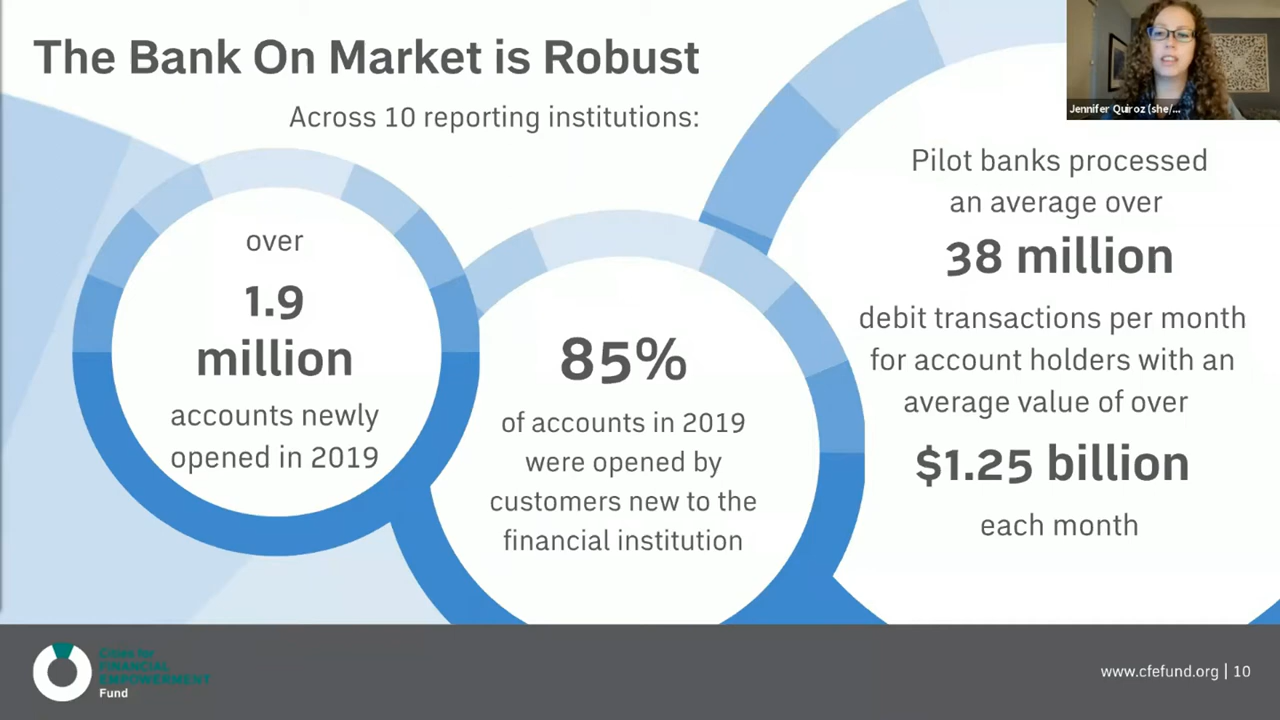 The Bank On Market is Robust
Across 10 reporting institutions:
over
1.9
million
accounts newly
opened in 2019
85%
of accounts in 2019
were opened by
customers new to the
financial institution
Jennifer Quiroz (she/...
Pilot banks processed
an average over
38 million
debit transactions per month
for account holders with an
average value of over
$1.25 billion
each month
Cities for
FINANCIAL
EMPOWERMENT
Fund
www.cfefund.org | 10